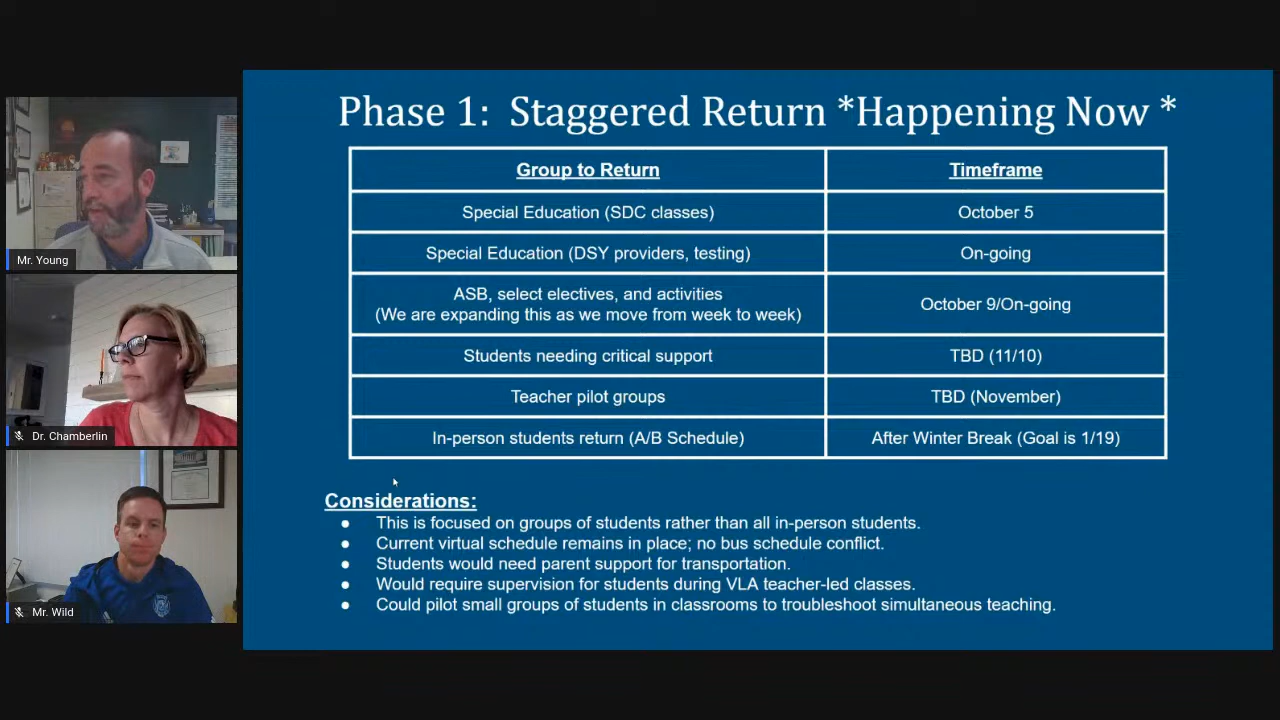 Phase 1:  Staggered Return *Happening Now *
Group to Return
Timeframe
Special Education (SDC classes)
October 5
Special Education (DSY providers, testing)
On-going
ASB, select electives, and activities
(We are expanding this as we move from week to week)
October 9/On-going
Students needing critical support
TBD (11/10)
Teacher pilot groups
TBD (November)
In-person students return (A/B Schedule)
After Winter Break (Goal is 1/19)
Considerations:
● This is focused on groups of students rather than all in-person students.
● Current virtual schedule remains in place; no bus schedule conflict.
● Students would need parent support for transportation.
● Would require supervision for students during VLA teacher-led classes.
● Could pilot small groups of students in classrooms to troubleshoot simultaneous teaching.
Mr. Young
Dr. Chamberlin
Mr. Wild